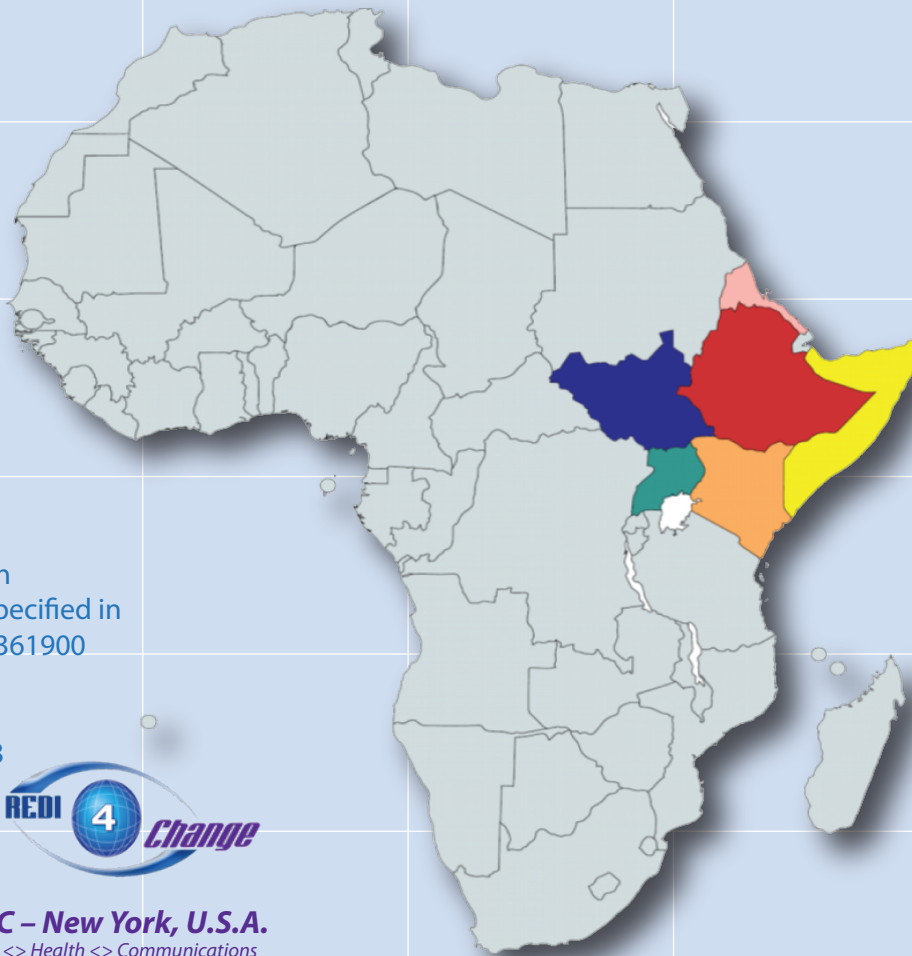 n
pecified in
361900
3
REDI 4 Change
C – New York, U.S.A.
<> Health <> Communications